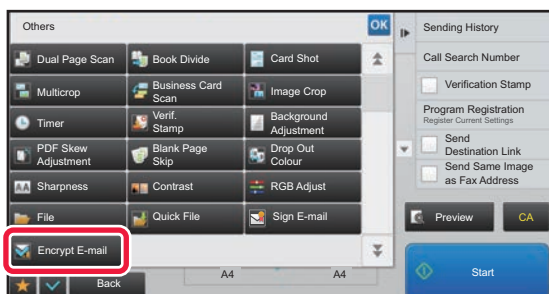 Others
OK
Dual Page Scan
Book Divide
Card Shot
Multicrop
Business Card
Scan
Image Crop
Timer
Verif.
Stamp
Background
Adjustment
PDF Skew
Adjustment
Blank Page
Skip
Drop Out
Colour
AA Sharpness
Contrast
RGB Adjust
File
Quick File
Sign E-mail
Encrypt E-mail
Back
A4
A4
Sending History
Call Search Number
Verification Stamp
Program Registration
Register Current Settings
Send
Destination Link
Send Same Image
as Fax Address
Preview
CA
Start